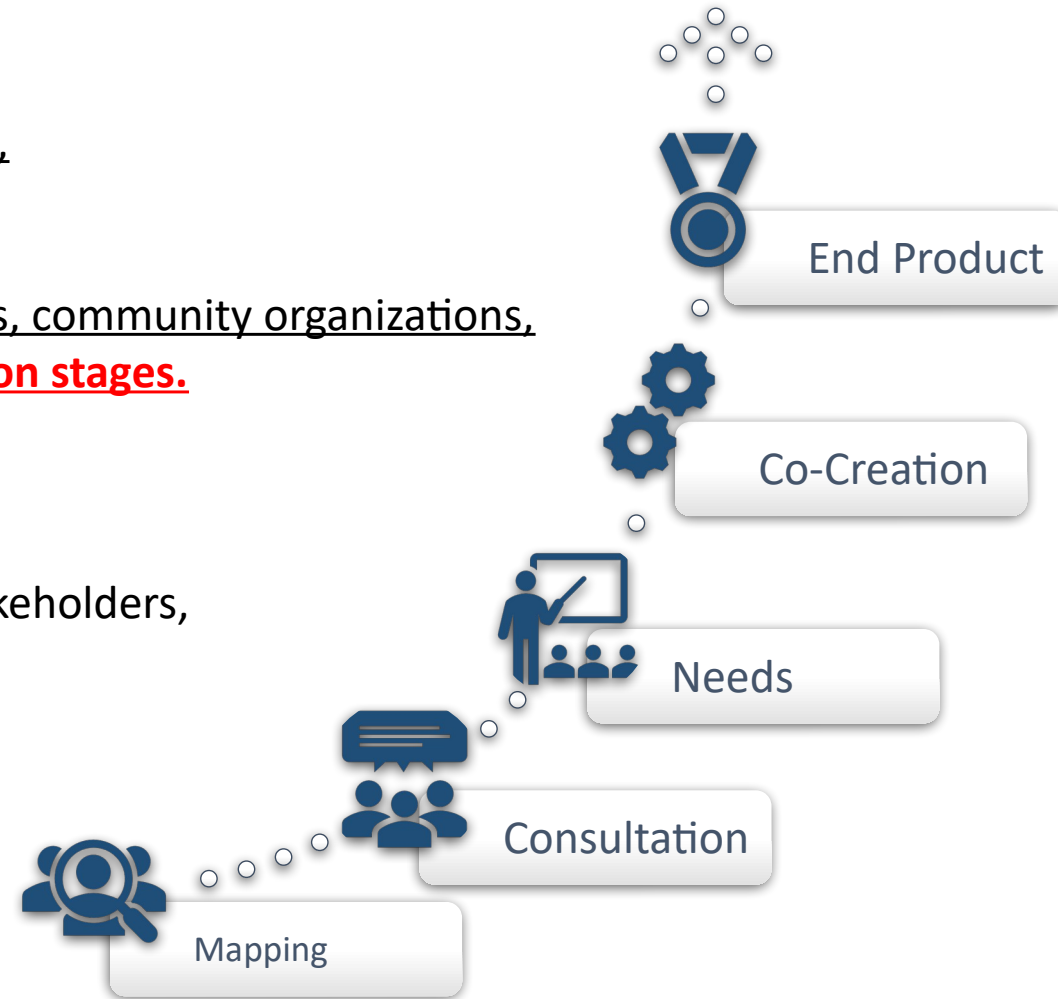 ,
s, community organizations,
on stages.
keholders,
End Product
Co-Creation
Needs
Consultation
Mapping